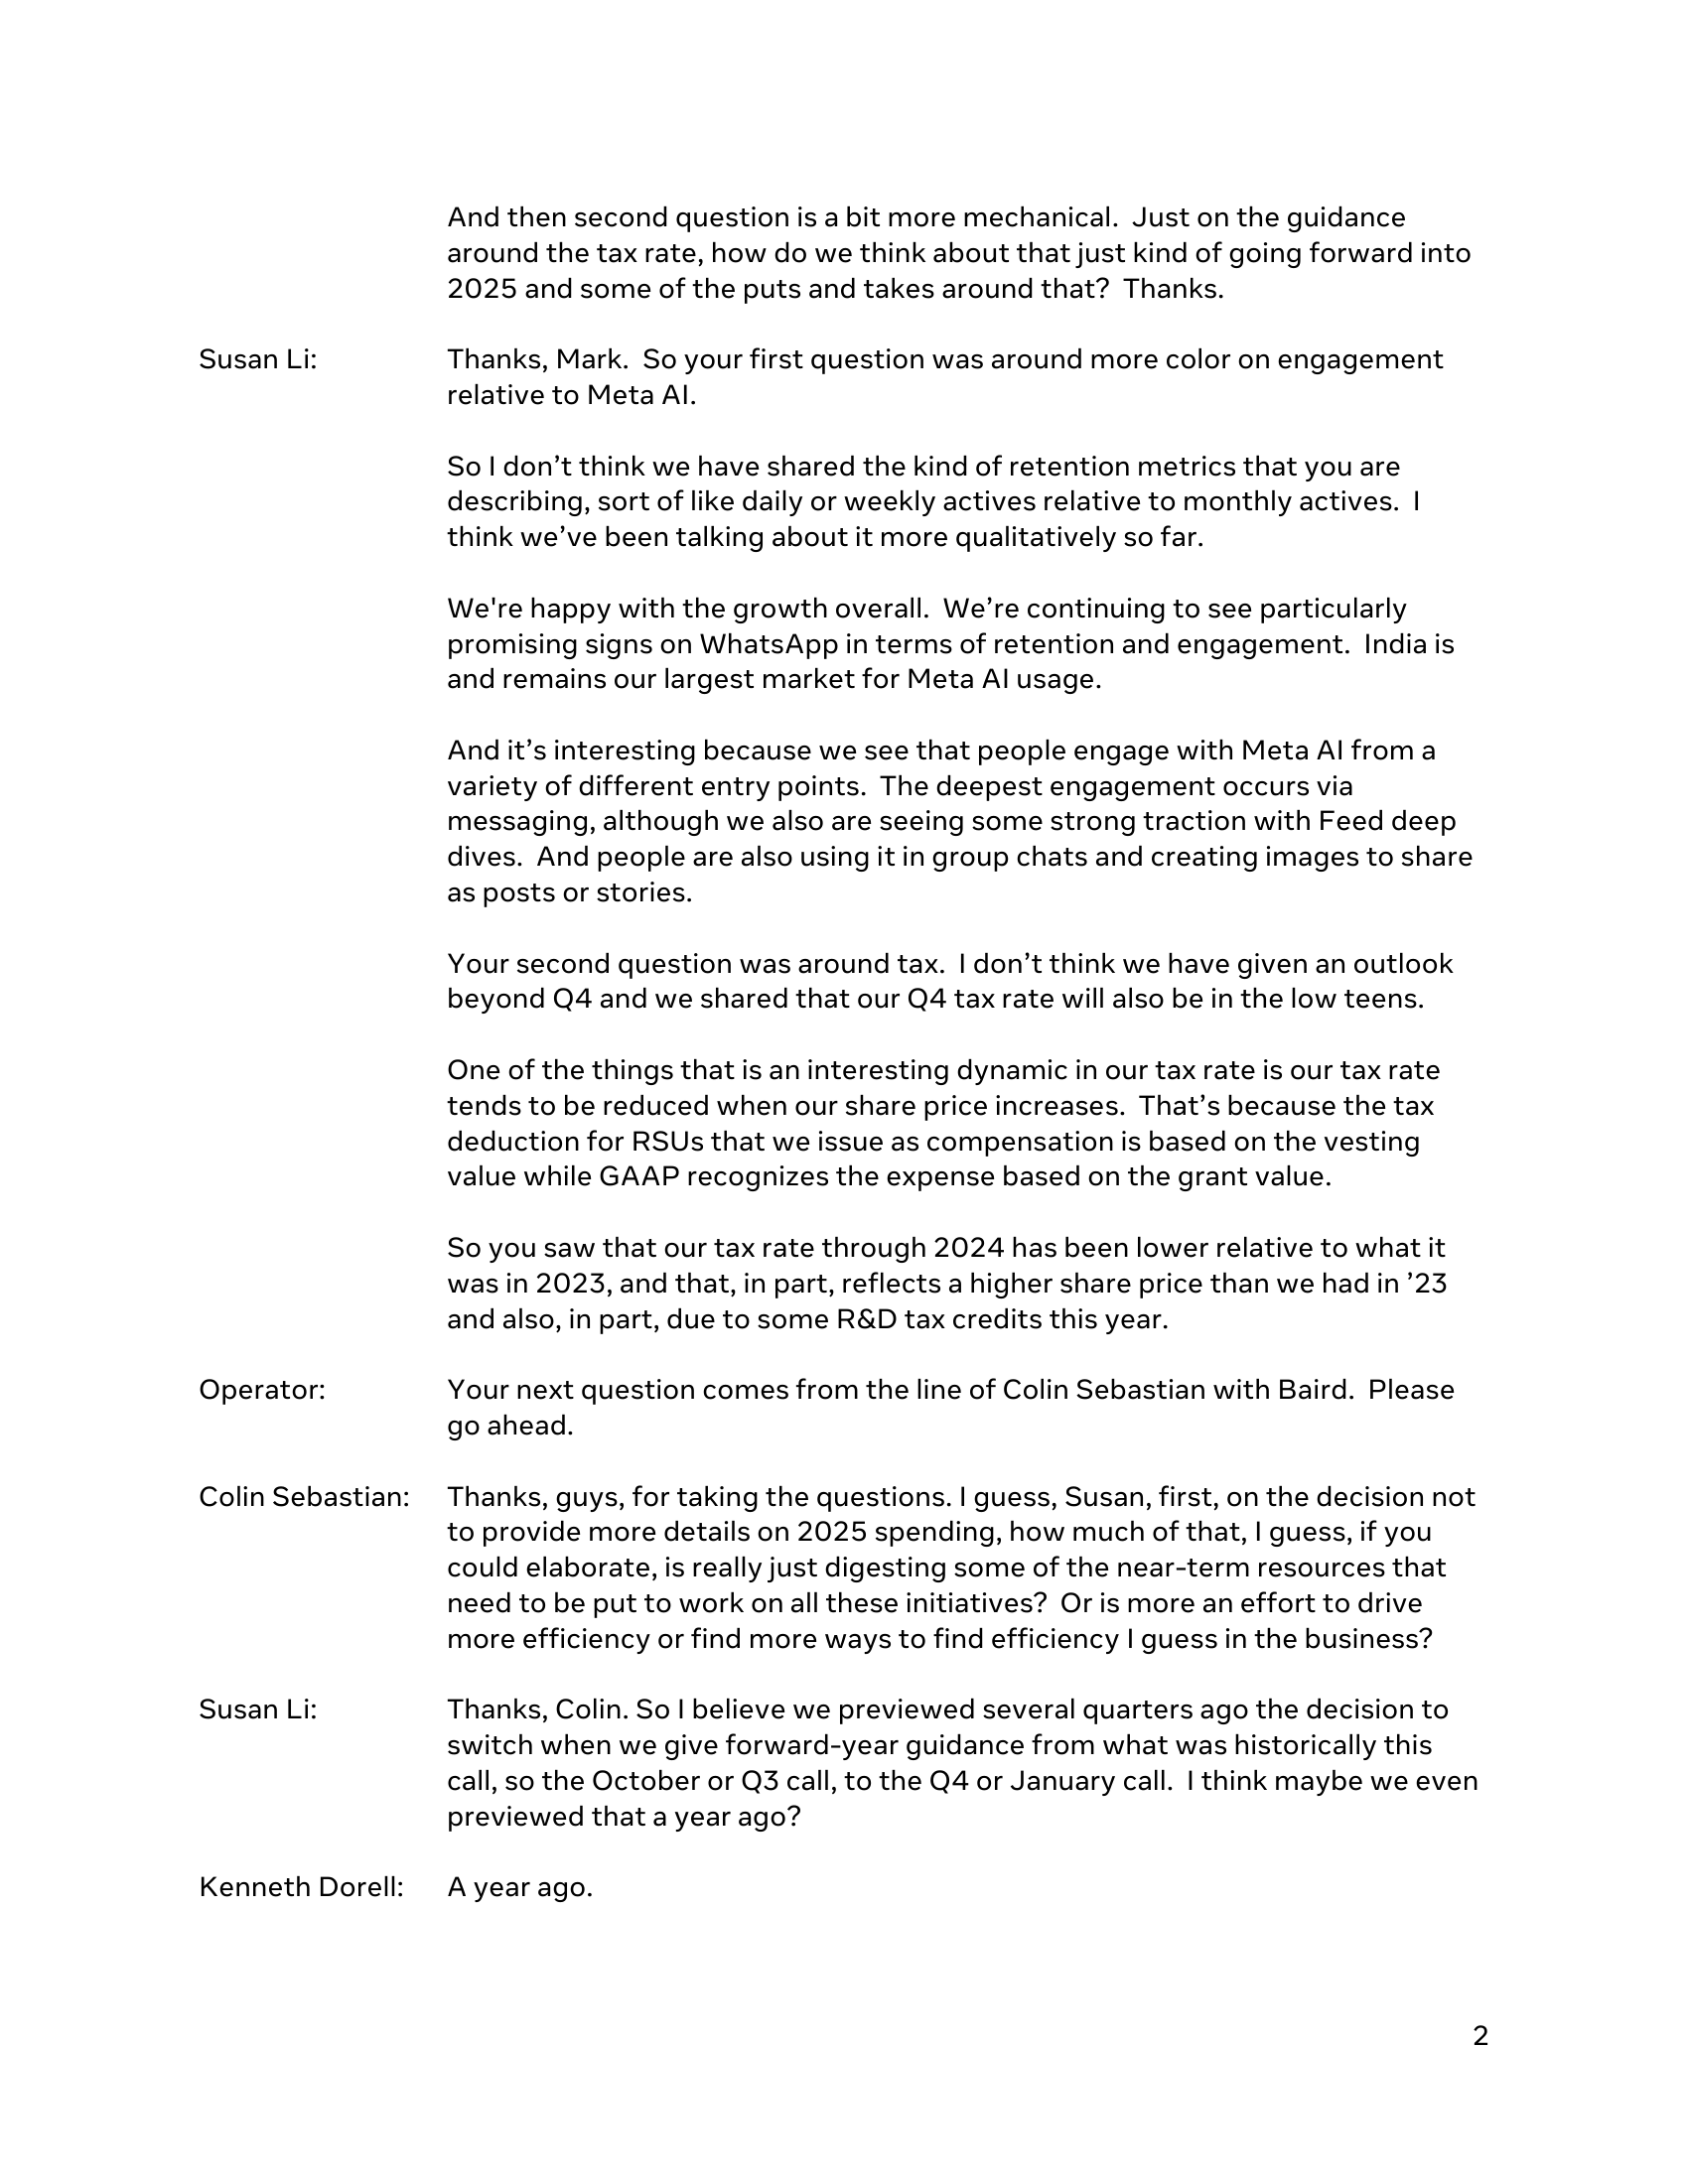 And then second question is a bit more mechanical.  Just on the guidance
around the tax rate, how do we think about that just kind of going forward into
2025 and some of the puts and takes around that?  Thanks.
Susan Li: Thanks, Mark.  So your first question was around more color on engagement
relative to Meta AI.
So I don’t think we have shared the kind of retention metrics that you are
describing, sort of like daily or weekly actives relative to monthly actives.  I
think we’ve been talking about it more qualitatively so far.
We're happy with the growth overall.  We’re continuing to see particularly
promising signs on WhatsApp in terms of retention and engagement.  India is
and remains our largest market for Meta AI usage.
And it’s interesting because we see that people engage with Meta AI from a
variety of different entry points.  The deepest engagement occurs via
messaging, although we also are seeing some strong traction with Feed deep
dives.  And people are also using it in group chats and creating images to share
as posts or stories.
Your second question was around tax.  I don’t think we have given an outlook
beyond Q4 and we shared that our Q4 tax rate will also be in the low teens.
One of the things that is an interesting dynamic in our tax rate is our tax rate
tends to be reduced when our share price increases.  That’s because the tax
deduction for RSUs that we issue as compensation is based on the vesting
value while GAAP recognizes the expense based on the grant value.
So you saw that our tax rate through 2024 has been lower relative to what it
was in 2023, and that, in part, reflects a higher share price than we had in ’23
and also, in part, due to some R&D tax credits this year.
Operator: Your next question comes from the line of Colin Sebastian with Baird.  Please
go ahead.
Colin Sebastian: Thanks, guys, for taking the questions. I guess, Susan, first, on the decision not
to provide more details on 2025 spending, how much of that, I guess, if you
could elaborate, is really just digesting some of the near-term resources that
need to be put to work on all these initiatives?  Or is more an effort to drive
more efficiency or find more ways to find efficiency I guess in the business?
Susan Li: Thanks, Colin. So I believe we previewed several quarters ago the decision to
switch when we give forward-year guidance from what was historically this
call, so the October or Q3 call, to the Q4 or January call.  I think maybe we even
previewed that a year ago?
Kenneth Dorell: A year ago.
2